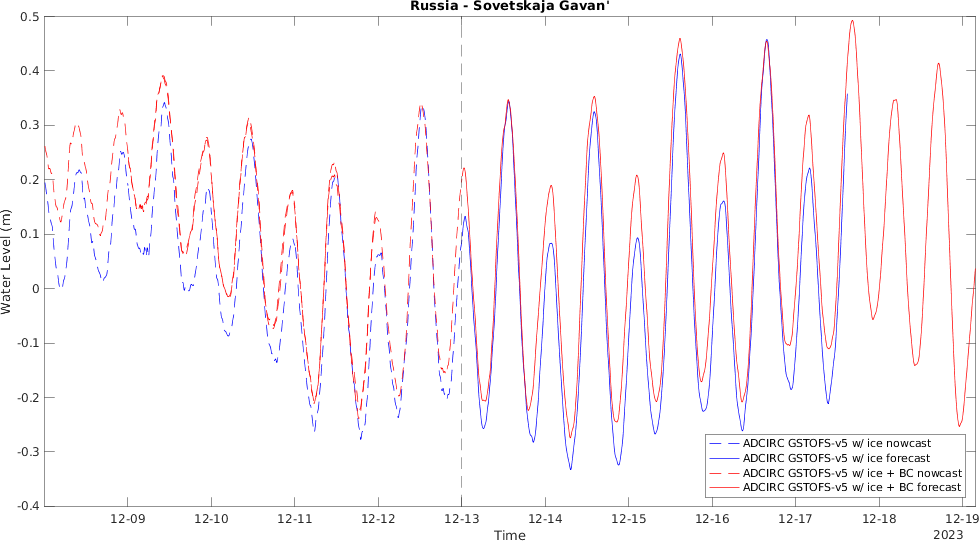 Russia - Sovetskaja Gavan'
0.5
0.4
0.3
0.2
0.1
0
-0.1
-0.2
-0.3
-0.4
Water Level (m)
12-09 12-10 12-11 12-12 12-13 12-14 12-15 12-16 12-17 12-18 12-19
Time
2023
ADCIRC GSTOFS-v5 w/ ice nowcast
ADCIRC GSTOFS-v5 w/ ice forecast
ADCIRC GSTOFS-v5 w/ ice + BC nowcast
ADCIRC GSTOFS-v5 w/ ice + BC forecast